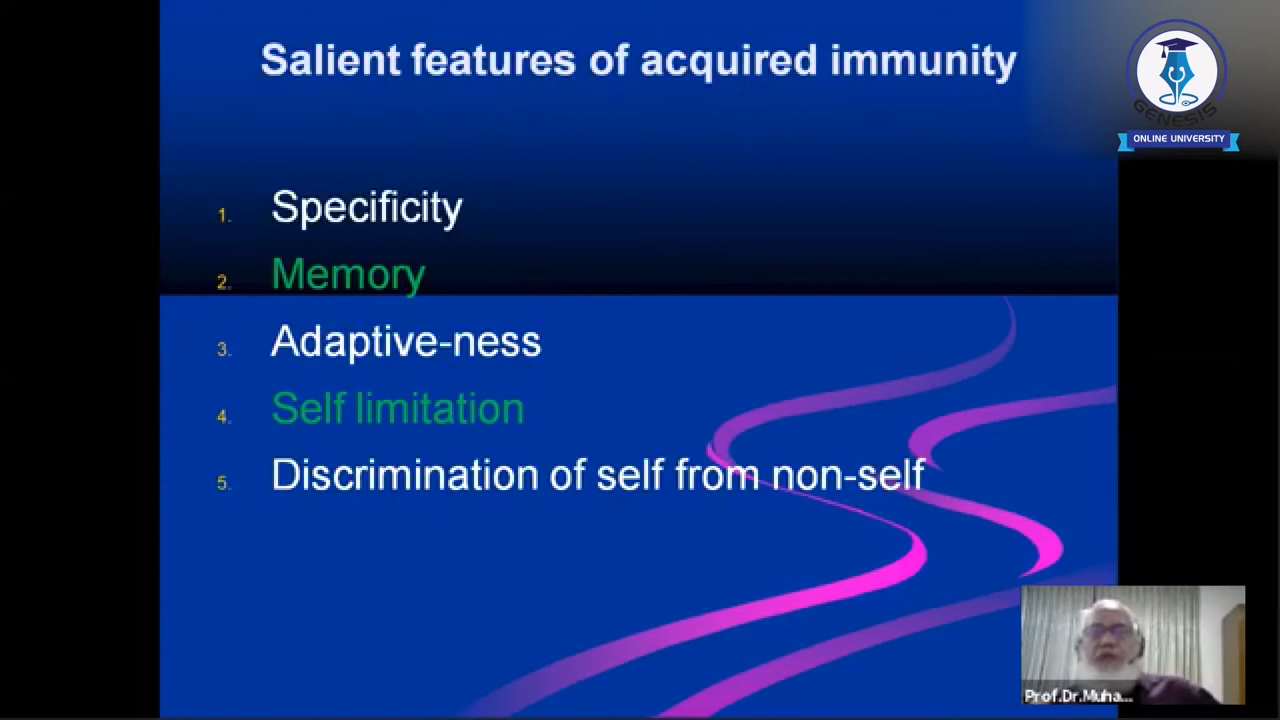 Salient features of acquired immunity
GENESIS
ONLINE UNIVERSITY
1. Specificity
2. Memory
3. Adaptive-ness
4. Self limitation
5. Discrimination of self from non-self
Prof.Dr.Muha...